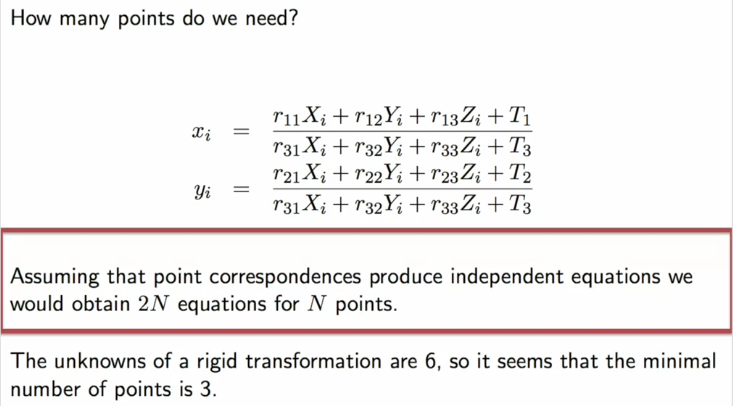 How many points do we need?
x_i = \frac{r_{11}X_i + r_{12}Y_i + r_{13}Z_i + T_1}{r_{31}X_i + r_{32}Y_i + r_{33}Z_i + T_3}
y_i = \frac{r_{21}X_i + r_{22}Y_i + r_{23}Z_i + T_2}{r_{31}X_i + r_{32}Y_i + r_{33}Z_i + T_3}
Assuming that point correspondences produce independent equations we
would obtain 2N equations for N points.
The unknowns of a rigid transformation are 6, so it seems that the minimal
number of points is 3.